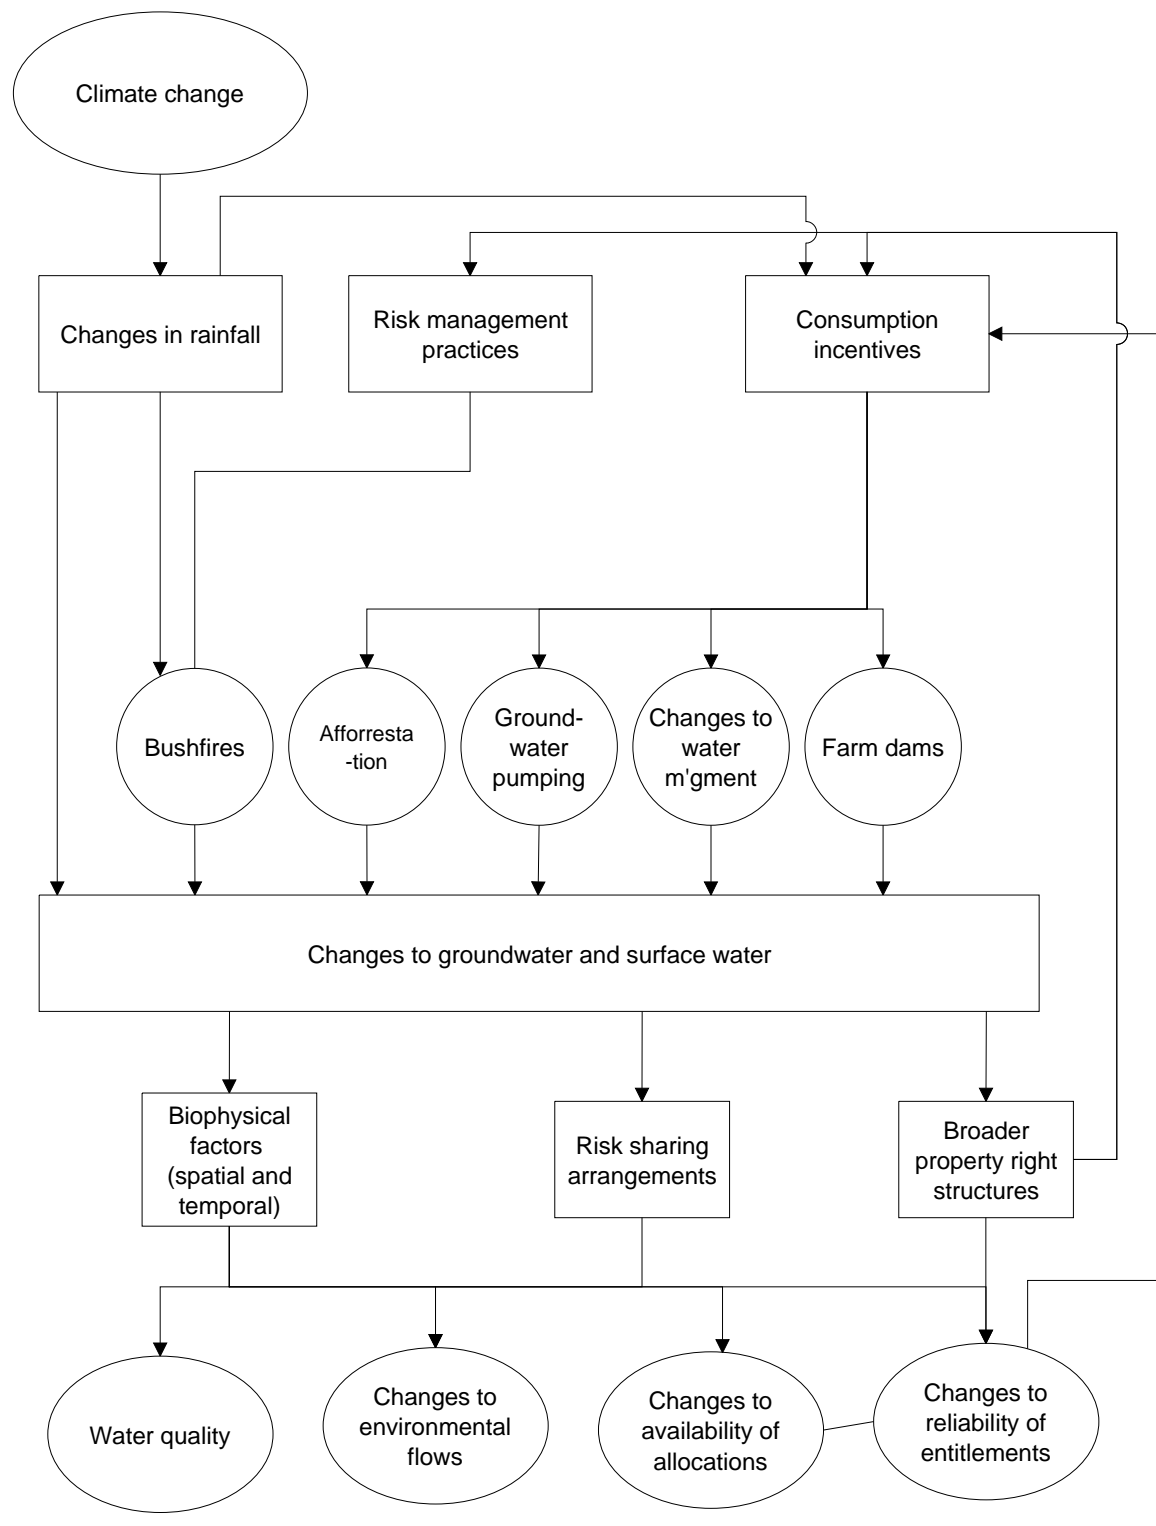 Climate change
Changes in rainfall
Risk management
practices
Consumption
incentives
Bushfires
Afforresta
-tion
Ground-
water
pumping
Changes to
water
m'gment
Farm dams
Changes to groundwater and surface water
Biophysical
factors
(spatial and
temporal)
Risk sharing
arrangements
Broader
property right
structures
Water quality
Changes to
environmental
flows
Changes to
availability of
allocations
Changes to
reliability of
entitlements